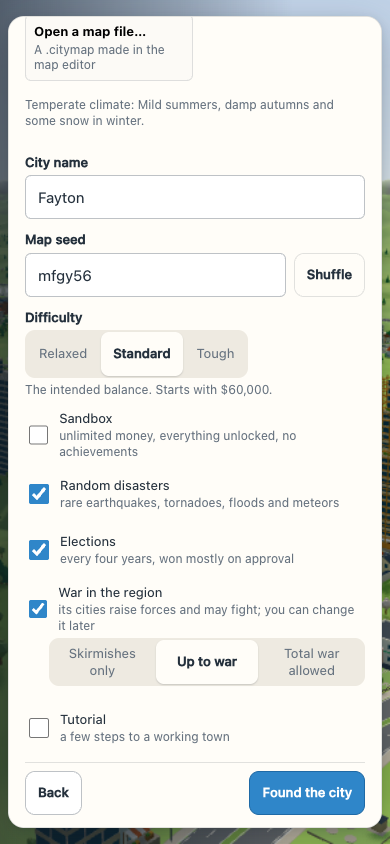 Open a map file...
A .citymap made in the
map editor
Temperate climate: Mild summers, damp autumns and
some snow in winter.
City name
Fayton
Map seed
mfgy56
Shuffle
Difficulty
Relaxed
Standard
Tough
The intended balance. Starts with $60,000.
Sandbox
unlimited money, everything unlocked, no
achievements
Random disasters
rare earthquakes, tornadoes, floods and meteors
Elections
every four years, won mostly on approval
War in the region
its cities raise forces and may fight; you can change
it later
Skirmishes
only
Up to war
Total war
allowed
Tutorial
a few steps to a working town
Back
Found the city